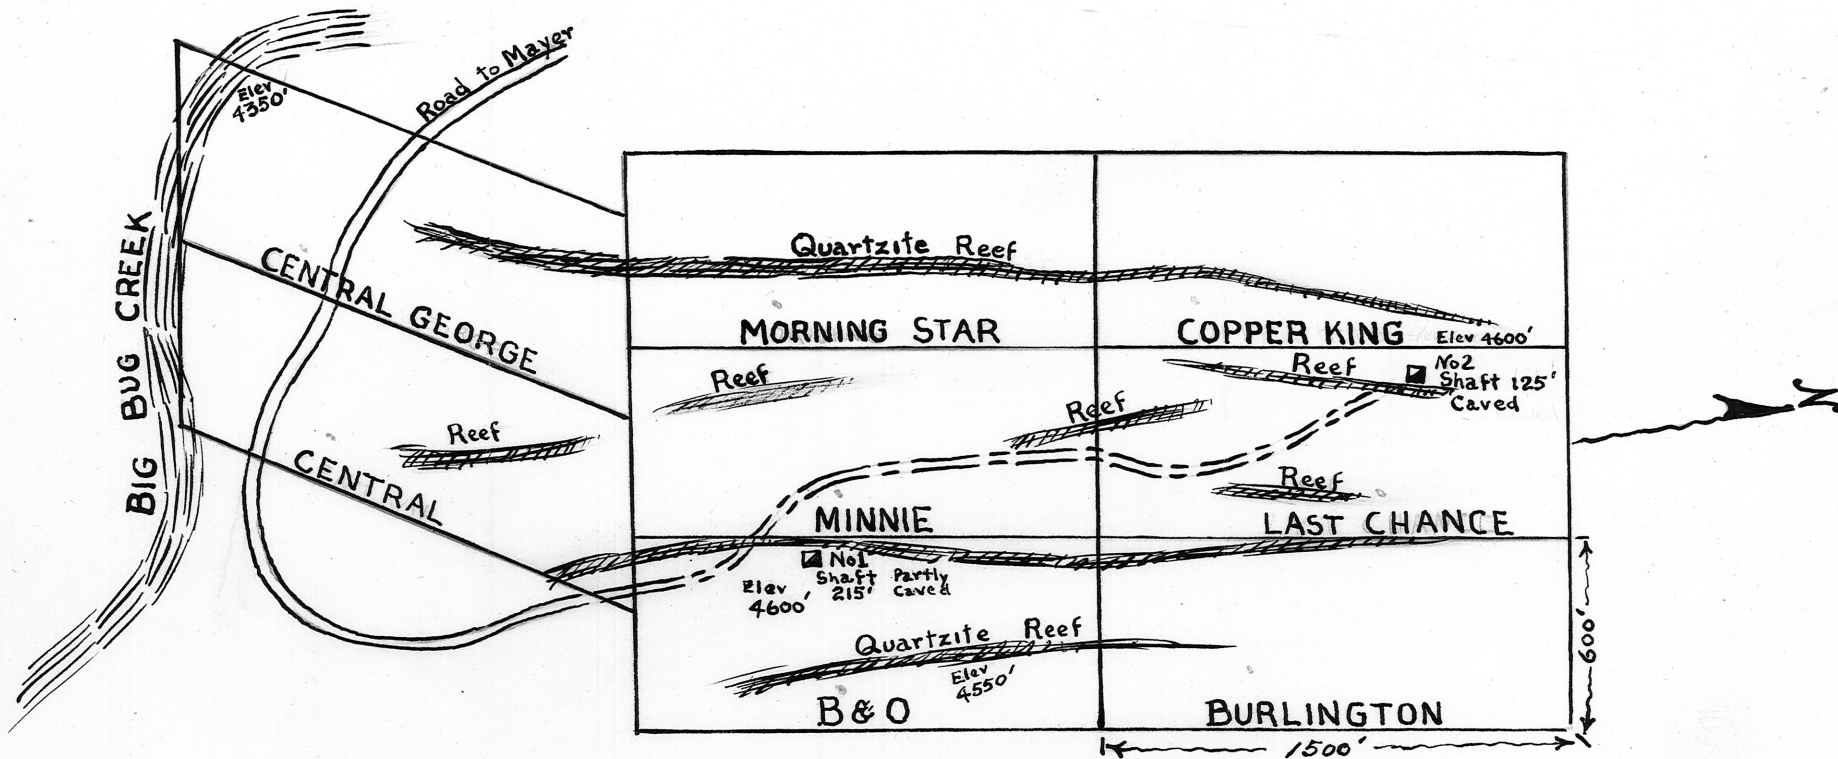 Road to Mayer
Elev
4350'
BIG BUG CREEK
CENTRAL GEORGE
CENTRAL
Reef
Quartzite Reef
MORNING STAR
COPPER KING
Elev 4600'
Reef
Reef
Reef
No2
Shaft 125'
Caved
Reef
MINNIE
LAST CHANCE
No1
Shaft
215'
Partly
Caved
Elev
4600'
Quartzite Reef
Elev
4550'
B & O
BURLINGTON
600'
1500'
N